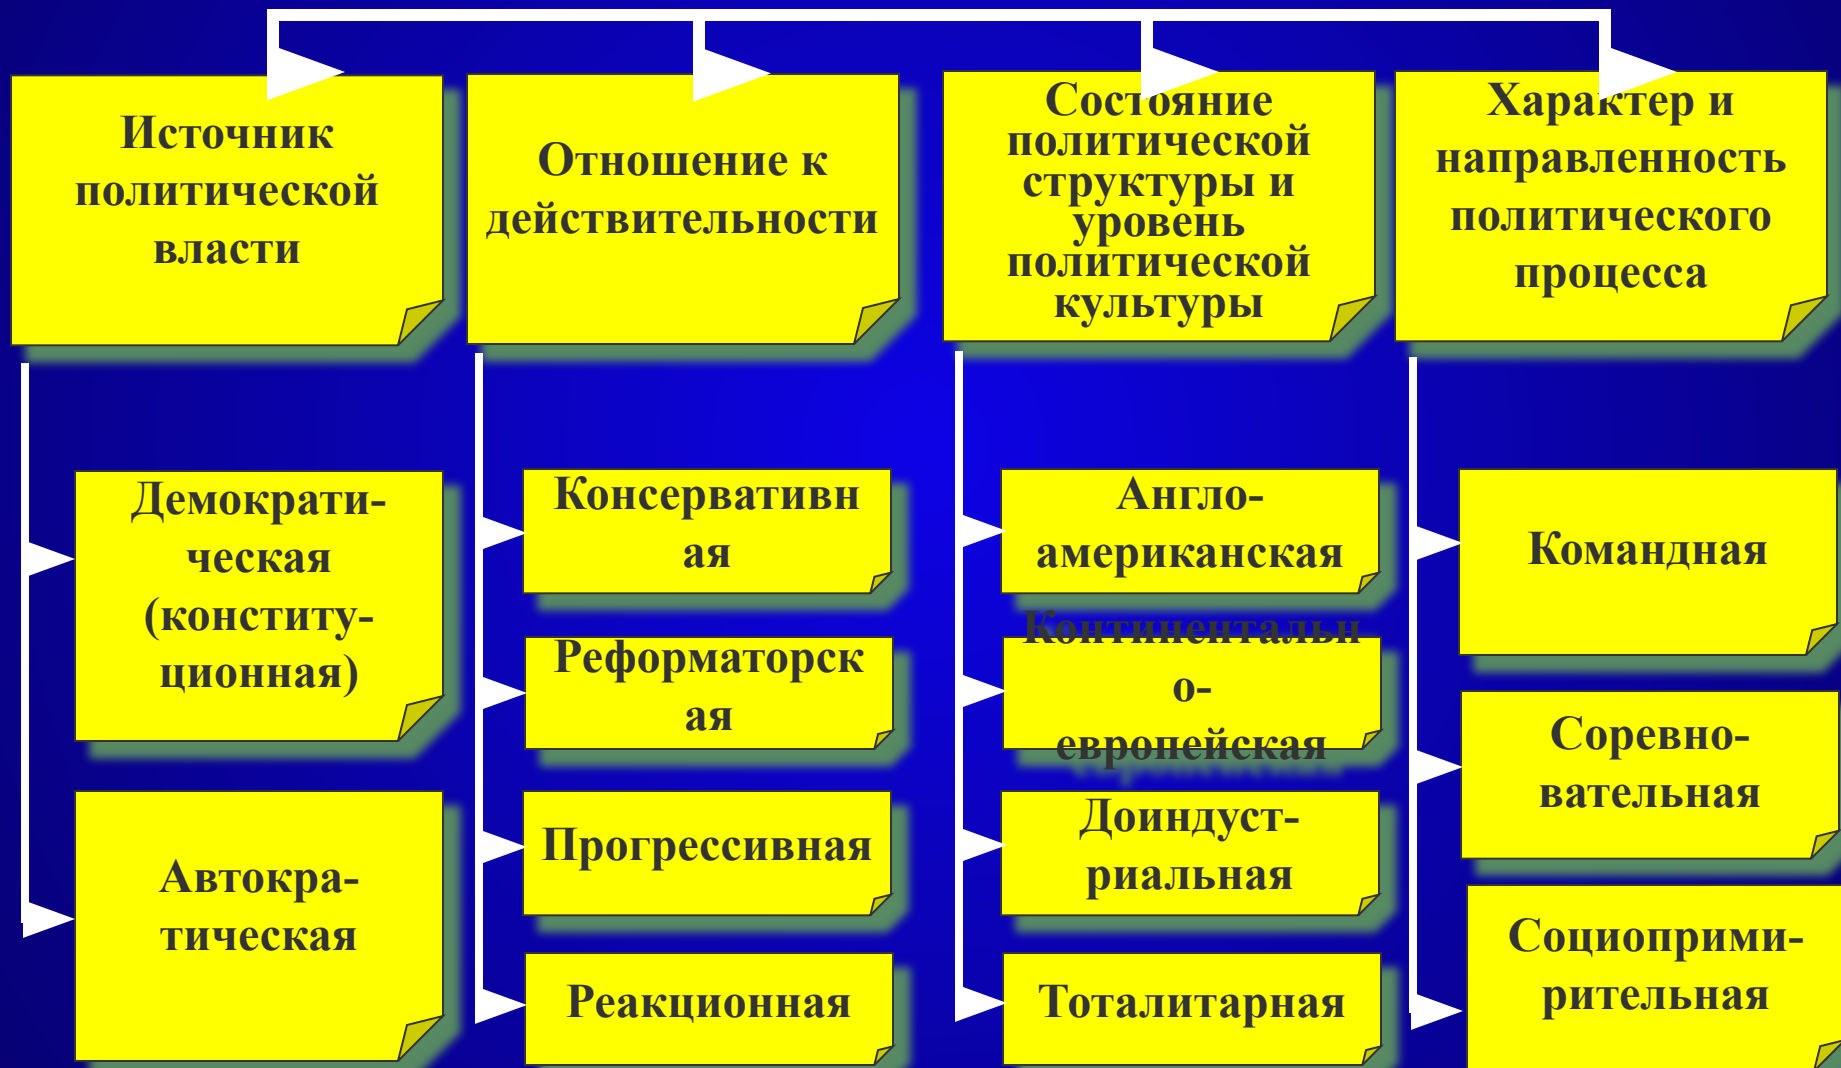 Источник
политической
власти
Отношение к
действительности
Состояние
политической
структуры и
уровень
политической
культуры
Характер и
направленность
политического
процесса
Демократи-
ческая
(конститу-
ционная)
Автокра-
тическая
Консервативн
ая
Реформаторск
ая
Прогрессивная
Реакционная
Англо-
американская
Континентальн
о-
европейская
Доиндуст-
риальная
Тоталитарная
Командная
Соревно-
вательная
Социоприми-
рительная